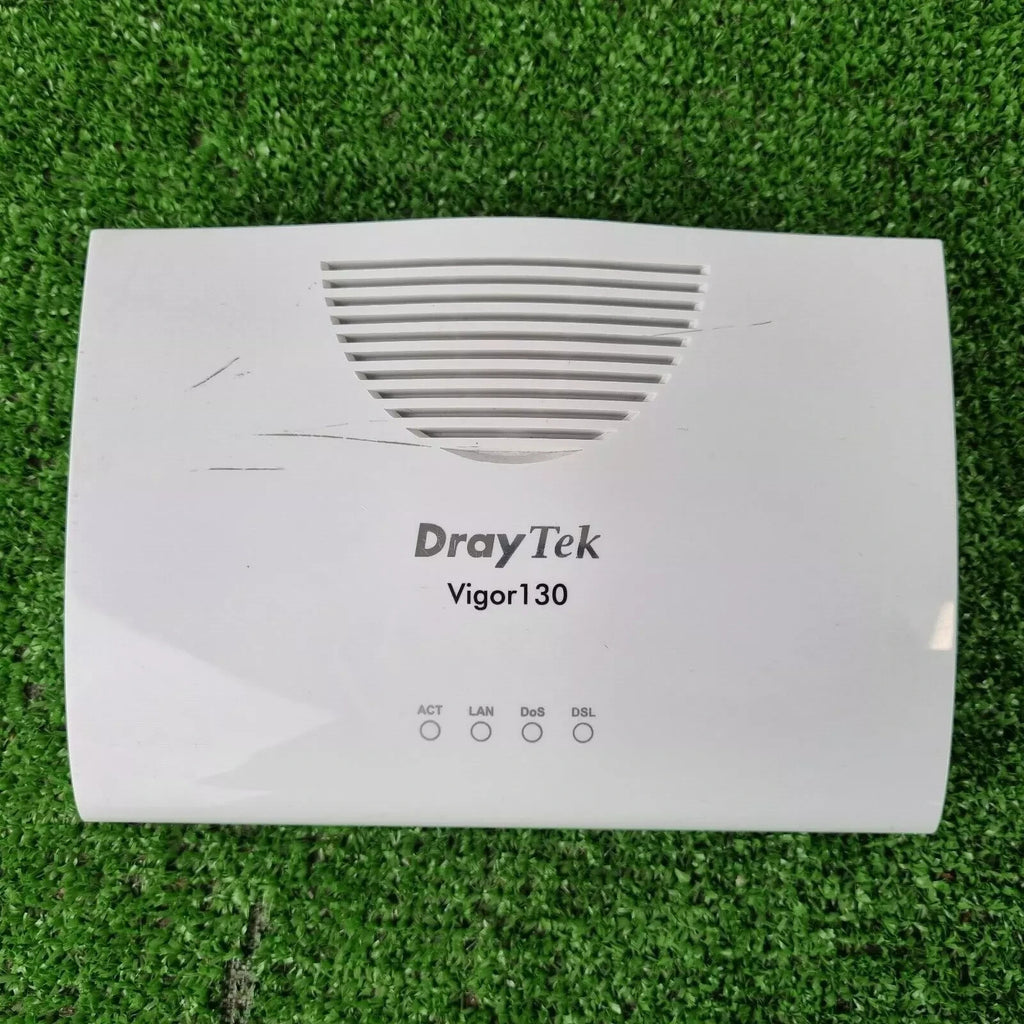 DrayTek
Vigor130
ACT LAN DoS DSL